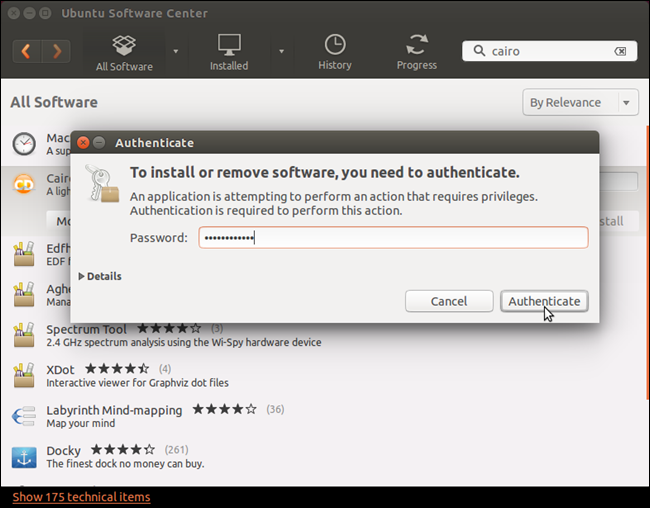 Ubuntu Software Center
All Software
Installed
History
Progress
cairo
All Software
By Relevance
Mac
A sup
Cair
A ligh
Mo
stall
Authenticate
To install or remove software, you need to authenticate.
An application is attempting to perform an action that requires privileges.
Authentication is required to perform this action.
Password: ••••••••••••
Details
Cancel
Authenticate
Edfh
EDF f
Aghe
Mana
Spectrum Tool (3)
2.4 GHz spectrum analysis using the Wi-Spy hardware device
XDot (4)
Interactive viewer for Graphviz dot files
Labyrinth Mind-mapping (36)
Map your mind
Docky (261)
The finest dock no money can buy.
Show 175 technical items